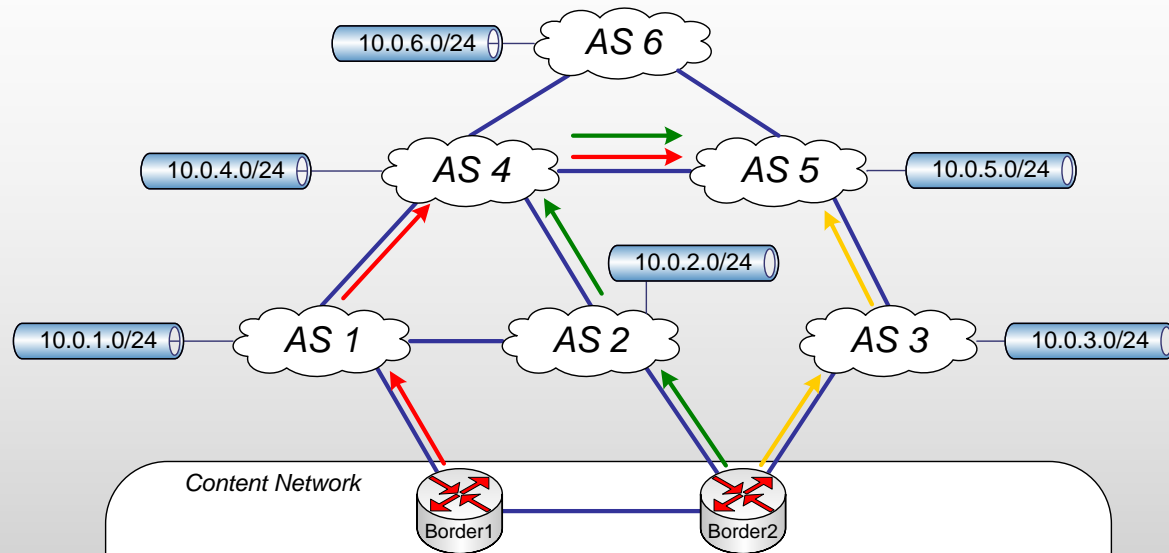 10.0.6.0/24
AS 6
10.0.4.0/24
AS 4
AS 5
10.0.5.0/24
10.0.2.0/24
10.0.1.0/24
AS 1
AS 2
AS 3
10.0.3.0/24
Content Network
Border1
Border2